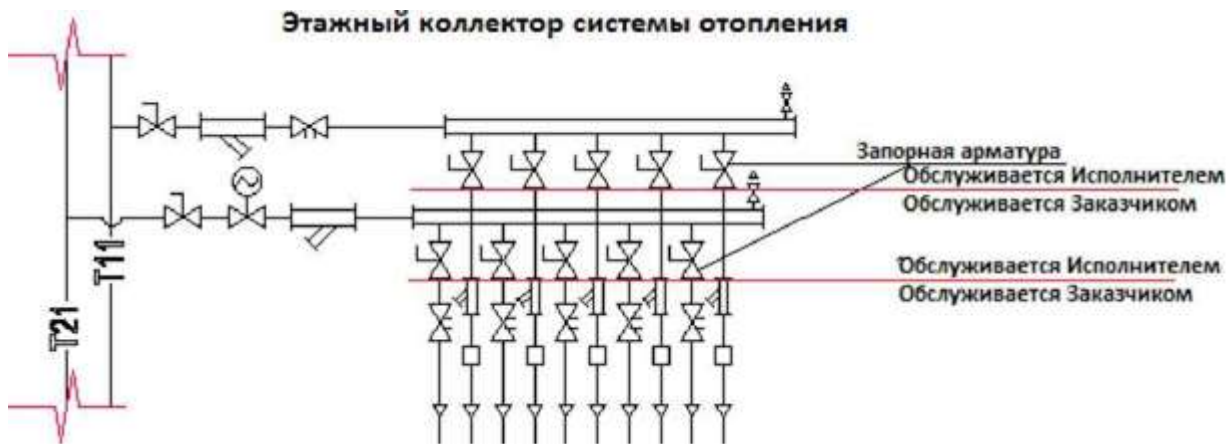 Этажный коллектор системы отопления
Запорная арматура
Обслуживается Исполнителем
Обслуживается Заказчиком
Обслуживается Исполнителем
Обслуживается Заказчиком
Т11
Т21